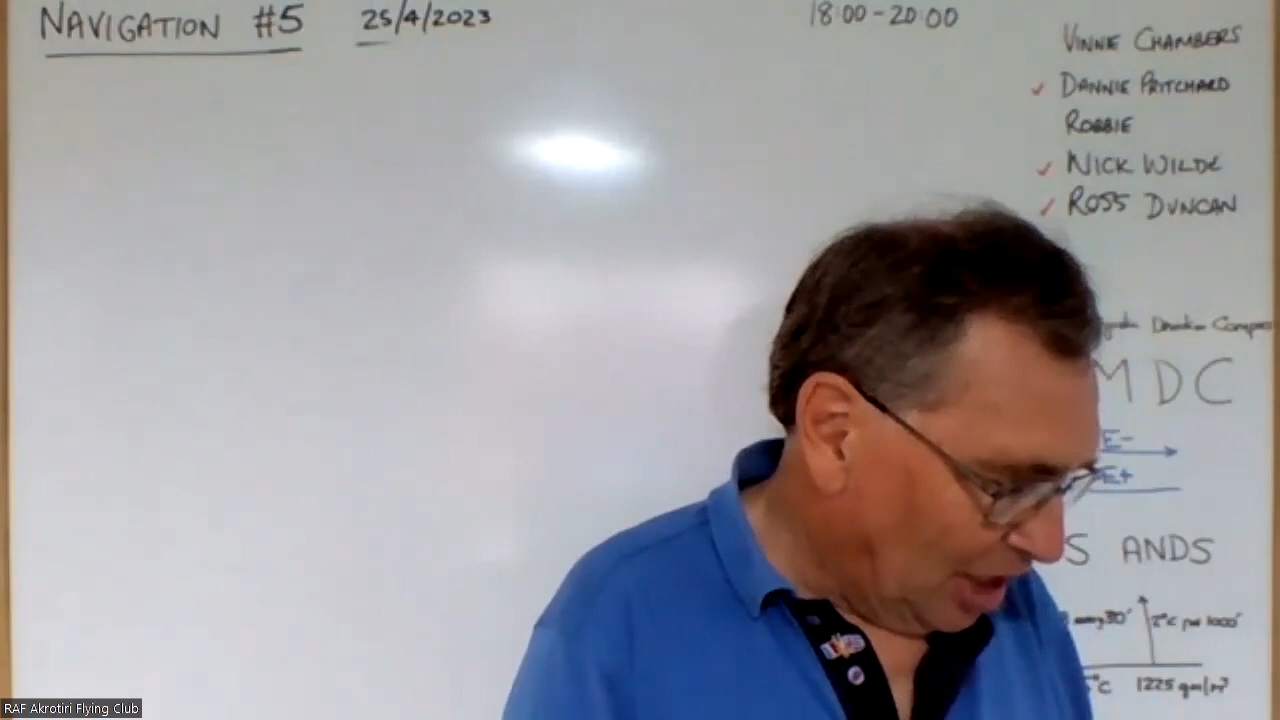 NAVIGATION #5 25/4/2023 18:00-20:00
VINNIE CHAMBERS
DANNIE PRITCHARD
ROBBIE
NICK WILDE
ROSS DUNCAN
MDC
E-
E+
S ANDS
30' 2°C per 1000'
°C 1225 gm/m³
RAF Akrotiri Flying Club